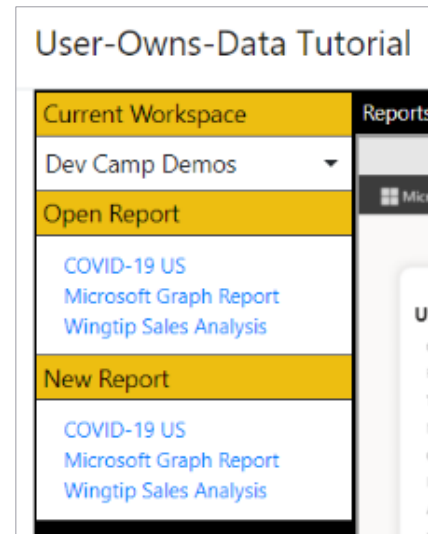 User-Owns-Data Tutorial
Current Workspace
Reports
Dev Camp Demos
Open Report
COVID-19 US
Microsoft Graph Report
Wingtip Sales Analysis
New Report
COVID-19 US
Microsoft Graph Report
Wingtip Sales Analysis